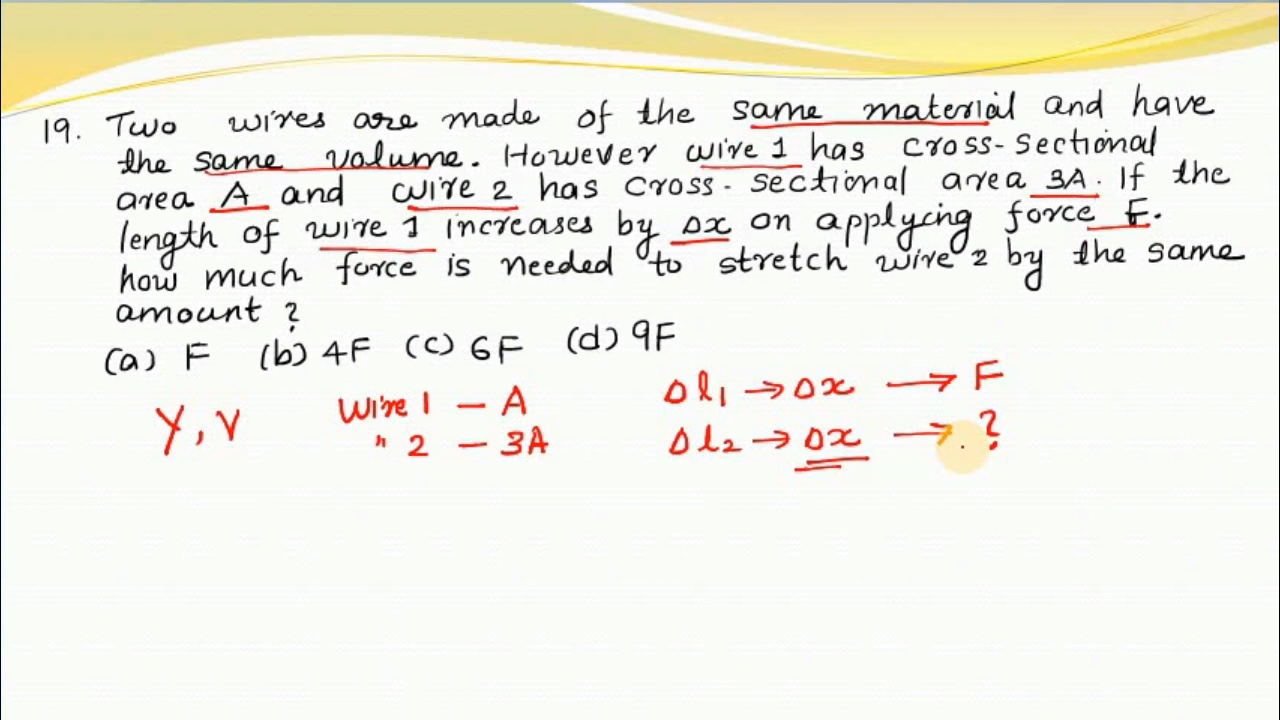 19. Two wires are made of the same material and have
the same volume. However wire 1 has cross-sectional
area A and wire 2 has cross-sectional area 3A. If the
length of wire 1 increases by Δx on applying force F.
how much force is needed to stretch wire 2 by the same
amount ?
(a) F (b) 4F (c) 6F (d) 9F
Y, V Wire 1 — A Δl1 → Δx → F
" 2 — 3A Δl2 → Δx → ?